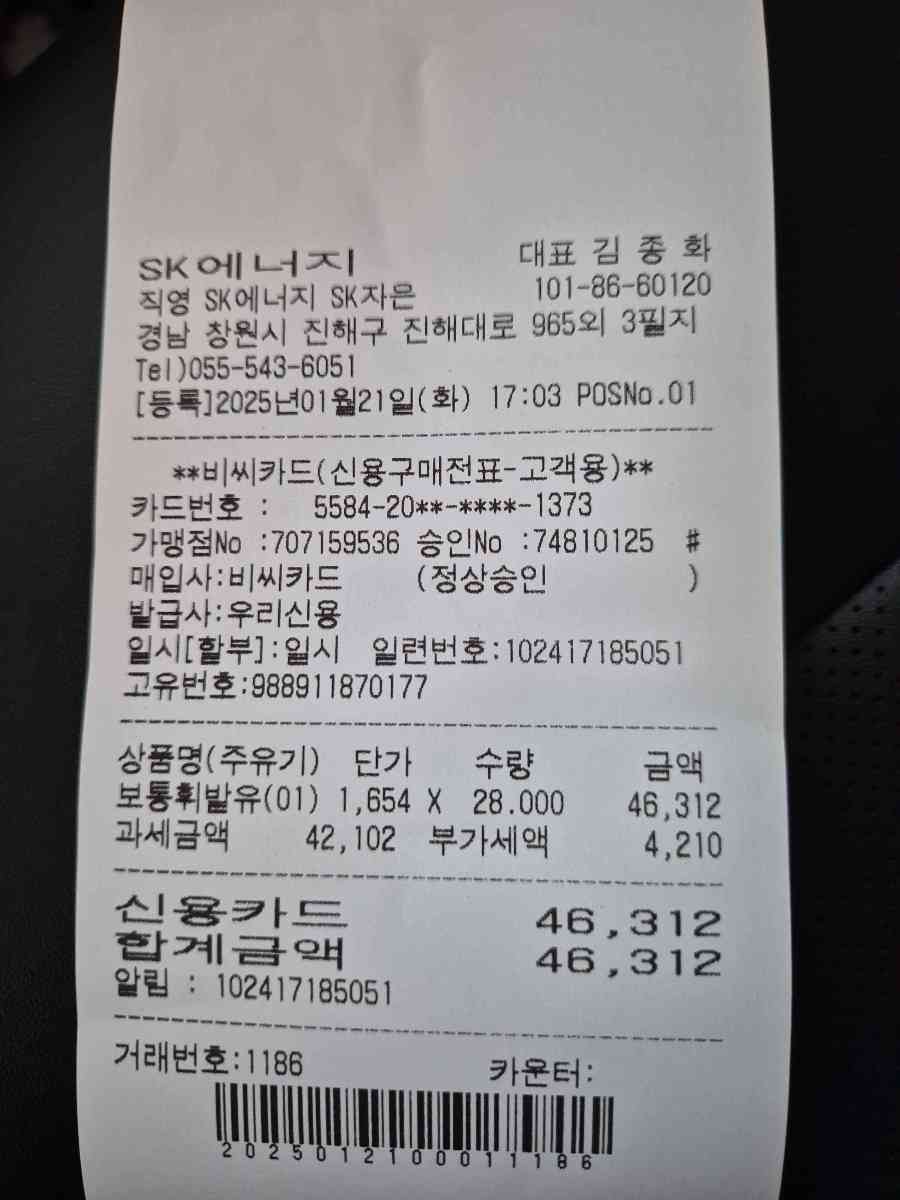 SK에너지 대표 김 종 화
직영 SK에너지 SK자은 101-86-60120
경남 창원시 진해구 진해대로 965외 3필지
Tel)055-543-6051
[등록]2025년01월21일(화) 17:03 POSNo.01
**비씨카드(신용구매전표-고객용)**
카드번호 : 5584-20**-****-1373
가맹점No :707159536 승인No :74810125 #
매입사:비씨카드 (정상승인 )
발급사:우리신용
일시[할부]:일시 일련번호:102417185051
고유번호:988911870177
상품명(주유기) 단가 수량 금액
보통휘발유(01) 1,654 X 28.000 46,312
과세금액 42,102 부가세액 4,210
신용카드 46,312
합계금액 46,312
알림 : 102417185051
거래번호:1186 카운터:
2025012100011186